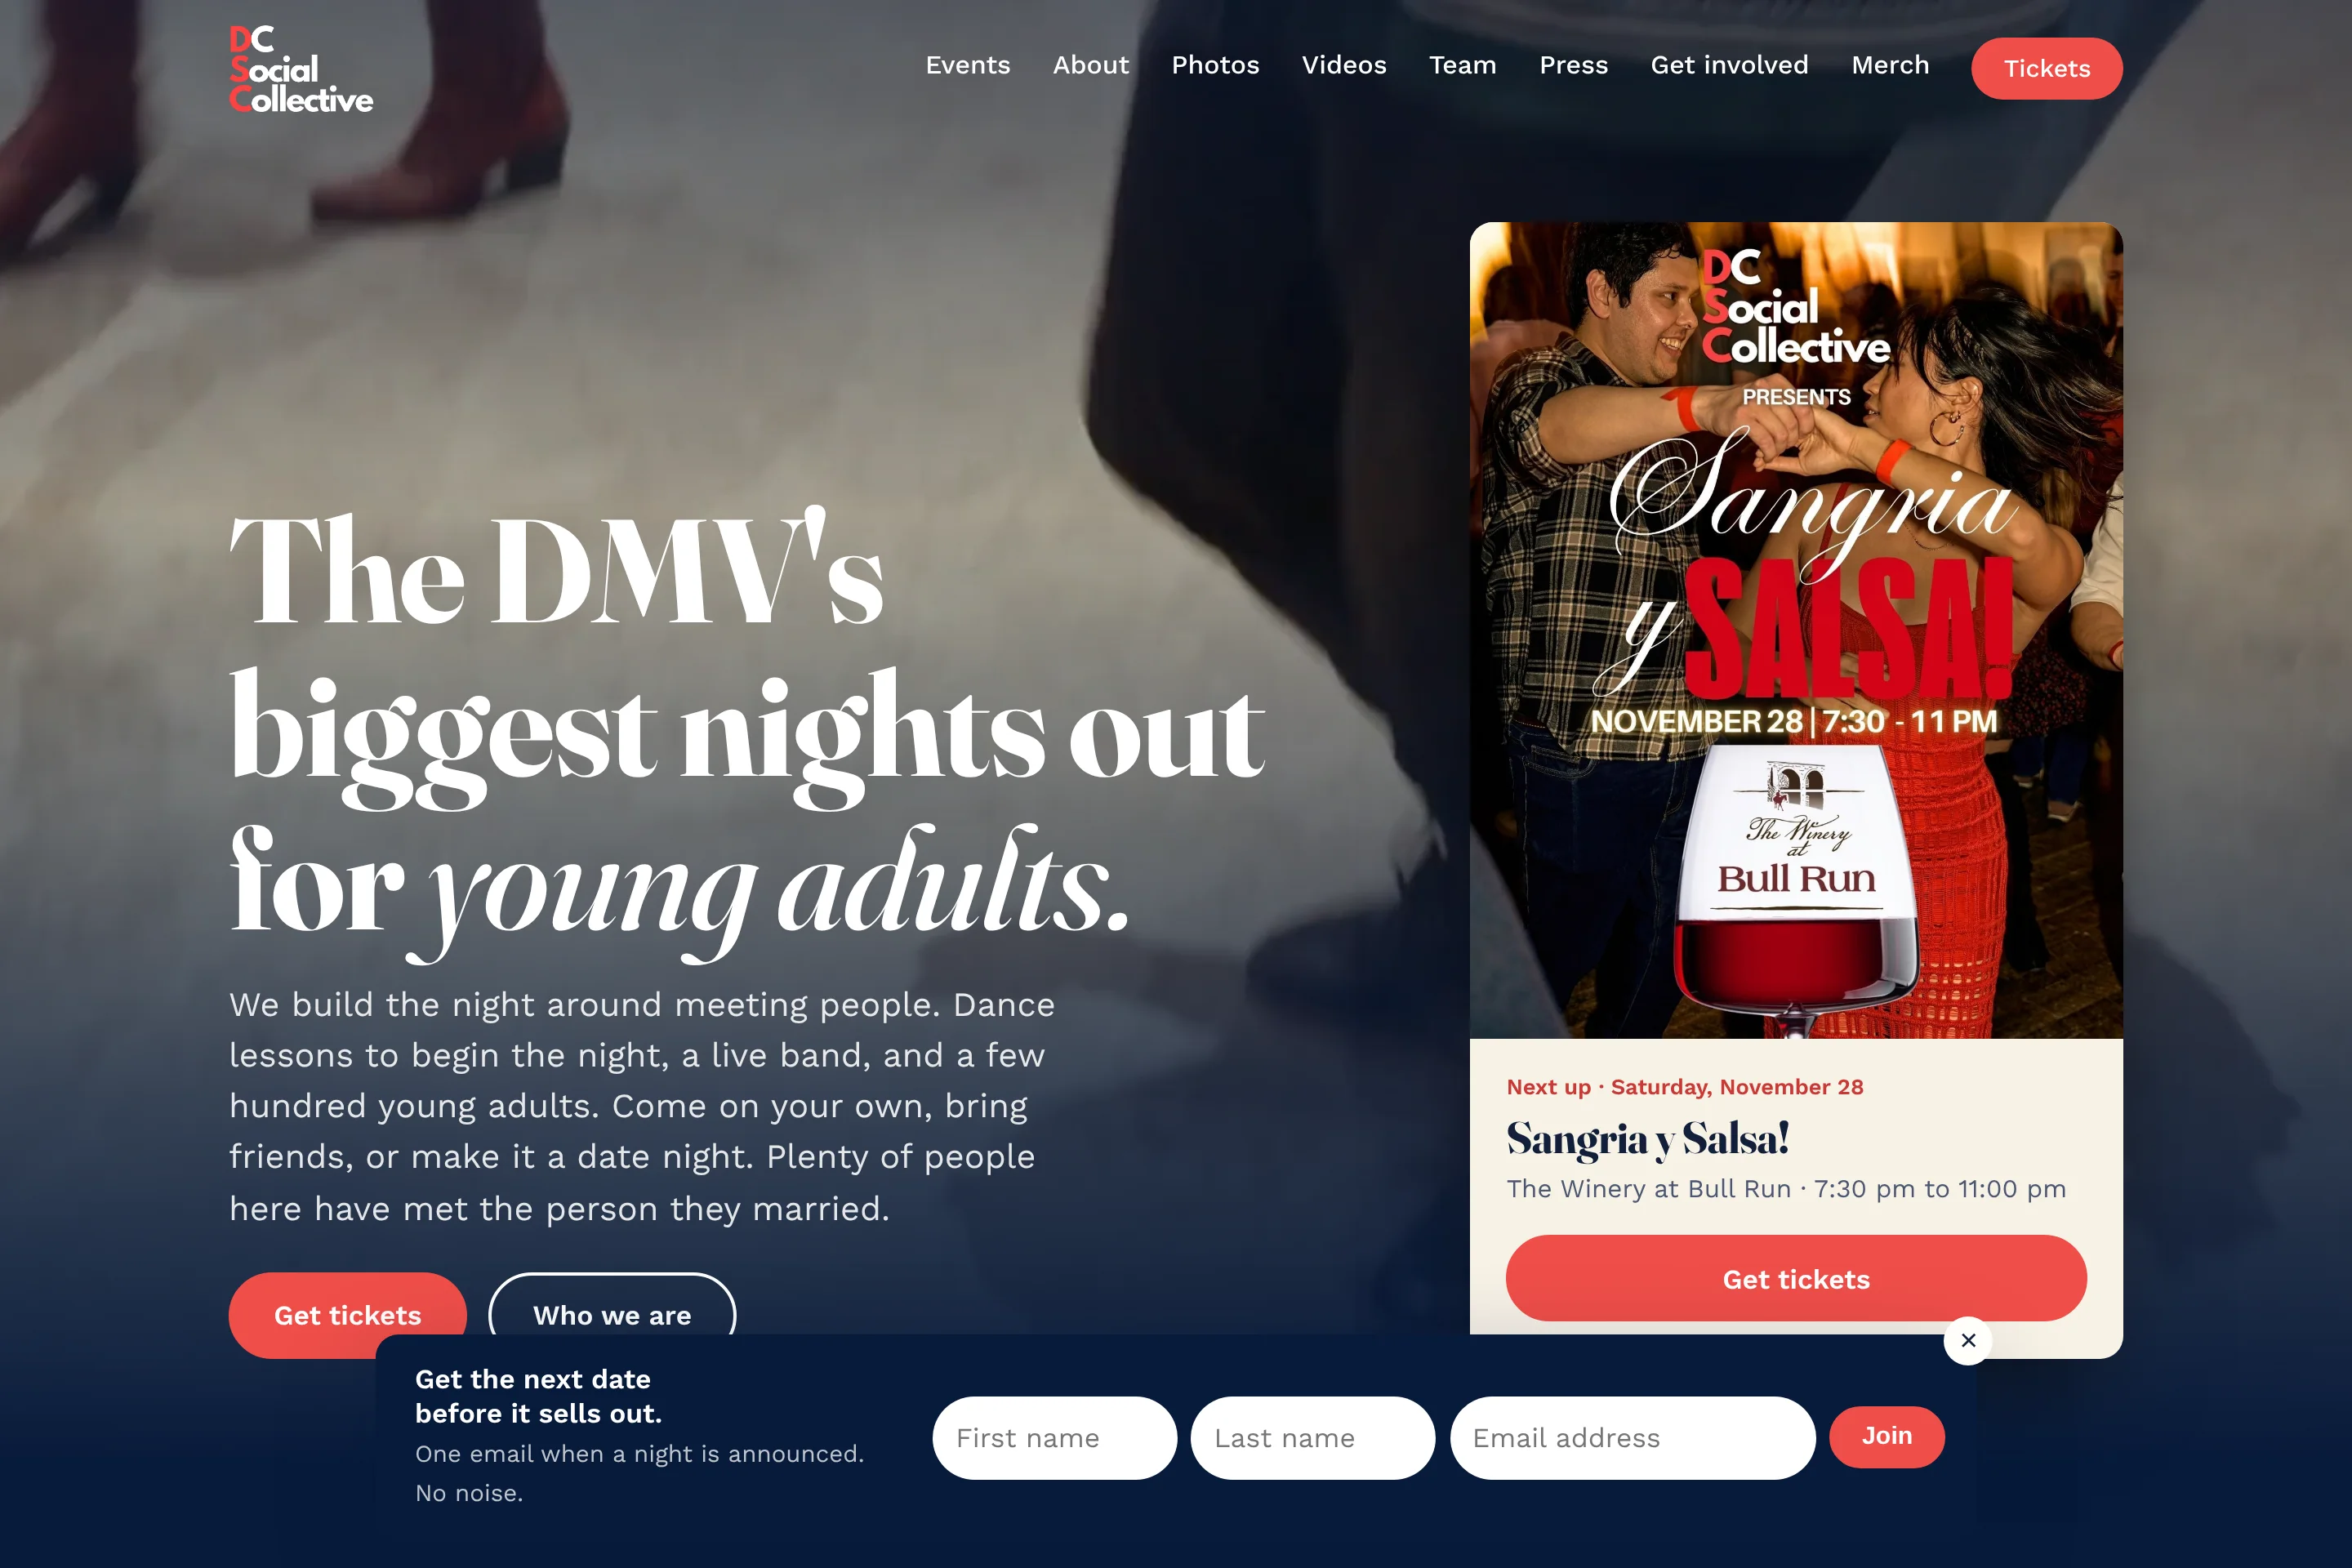 DC
Social
Collective
Events
About
Photos
Videos
Team
Press
Get involved
Merch
Tickets
The DMV's
biggest nights out
for young adults.
We build the night around meeting people. Dance
lessons to begin the night, a live band, and a few
hundred young adults. Come on your own, bring
friends, or make it a date night. Plenty of people
here have met the person they married.
Get tickets
Who we are
DC
Social
Collective
PRESENTS
Sangria
y SALSA!
NOVEMBER 28 | 7:30 - 11 PM
The Winery
at
Bull Run
Next up · Saturday, November 28
Sangria y Salsa!
The Winery at Bull Run · 7:30 pm to 11:00 pm
Get tickets
Get the next date
before it sells out.
One email when a night is announced.
No noise.
First name
Last name
Email address
Join